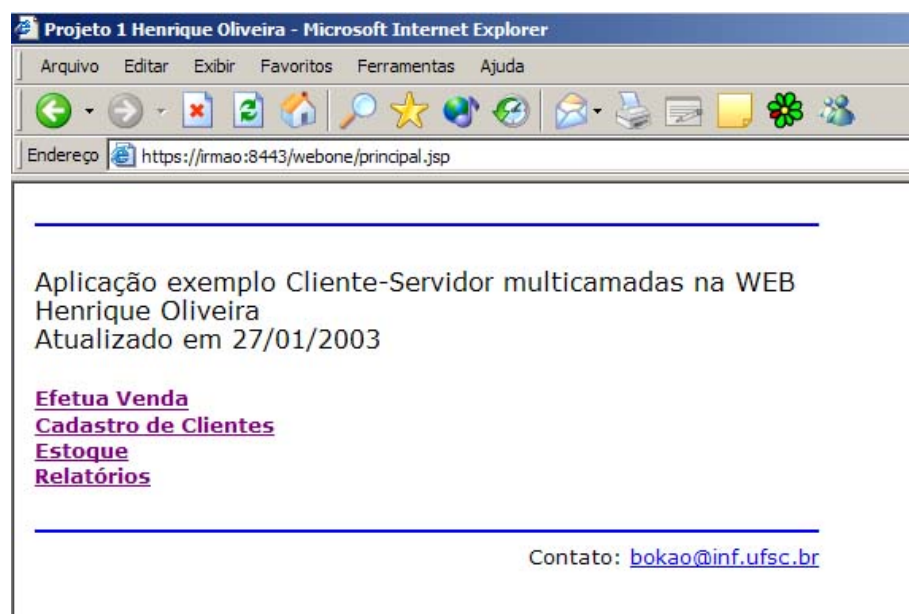 Projeto 1 Henrique Oliveira - Microsoft Internet Explorer
Arquivo Editar Exibir Favoritos Ferramentas Ajuda
Endereço https://irmao:8443/webone/principal.jsp
Aplicação exemplo Cliente-Servidor multicamadas na WEB
Henrique Oliveira
Atualizado em 27/01/2003
Efetua Venda
Cadastro de Clientes
Estoque
Relatórios
Contato: bokao@inf.ufsc.br